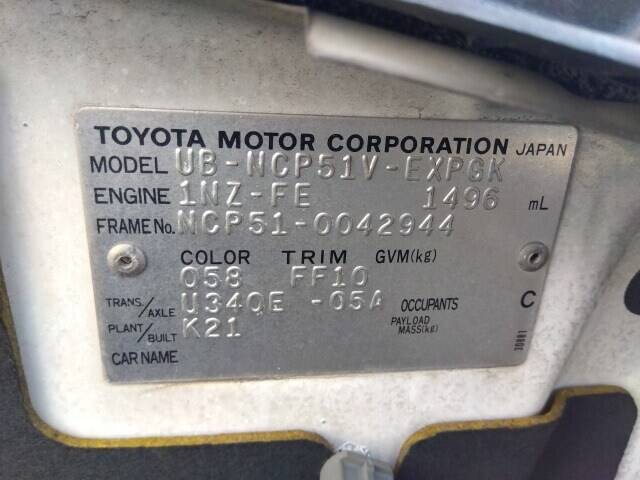 TOYOTA MOTOR CORPORATION JAPAN
MODEL UB-NCP51V-EXPGK
ENGINE 1NZ-FE 1496 mL
FRAME No. NCP51-0042944
COLOR TRIM GVM(kg)
058 FF10
TRANS./AXLE U340E -05A OCCUPANTS C
PLANT/BUILT K21 PAYLOAD MASS(kg)
CAR NAME
30881